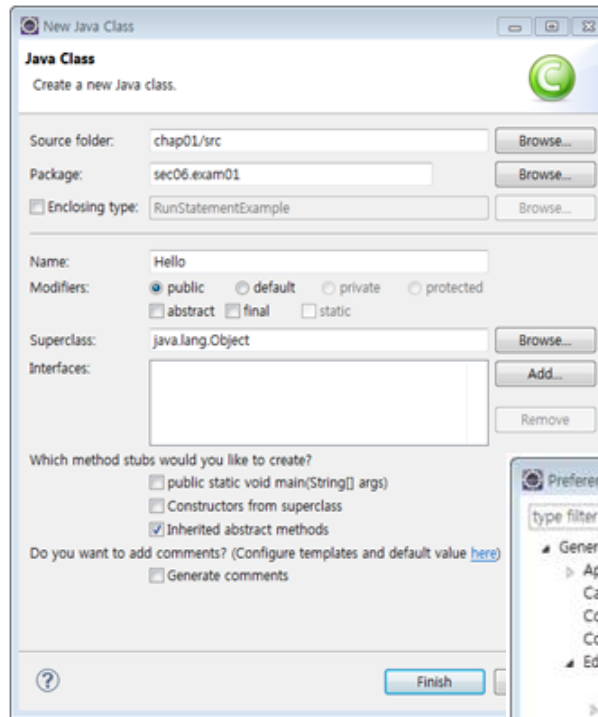 New Java Class
Java Class
Create a new Java class.
Source folder: chap01/src Browse...
Package: sec06.exam01 Browse...
Enclosing type: RunStatementExample Browse...
Name: Hello
Modifiers: public default private protected
abstract final static
Superclass: java.lang.Object Browse...
Interfaces: Add...
Remove
Which method stubs would you like to create?
public static void main(String[] args)
Constructors from superclass
Inherited abstract methods
Do you want to add comments? (Configure templates and default value here)
Generate comments
Finish
type filter